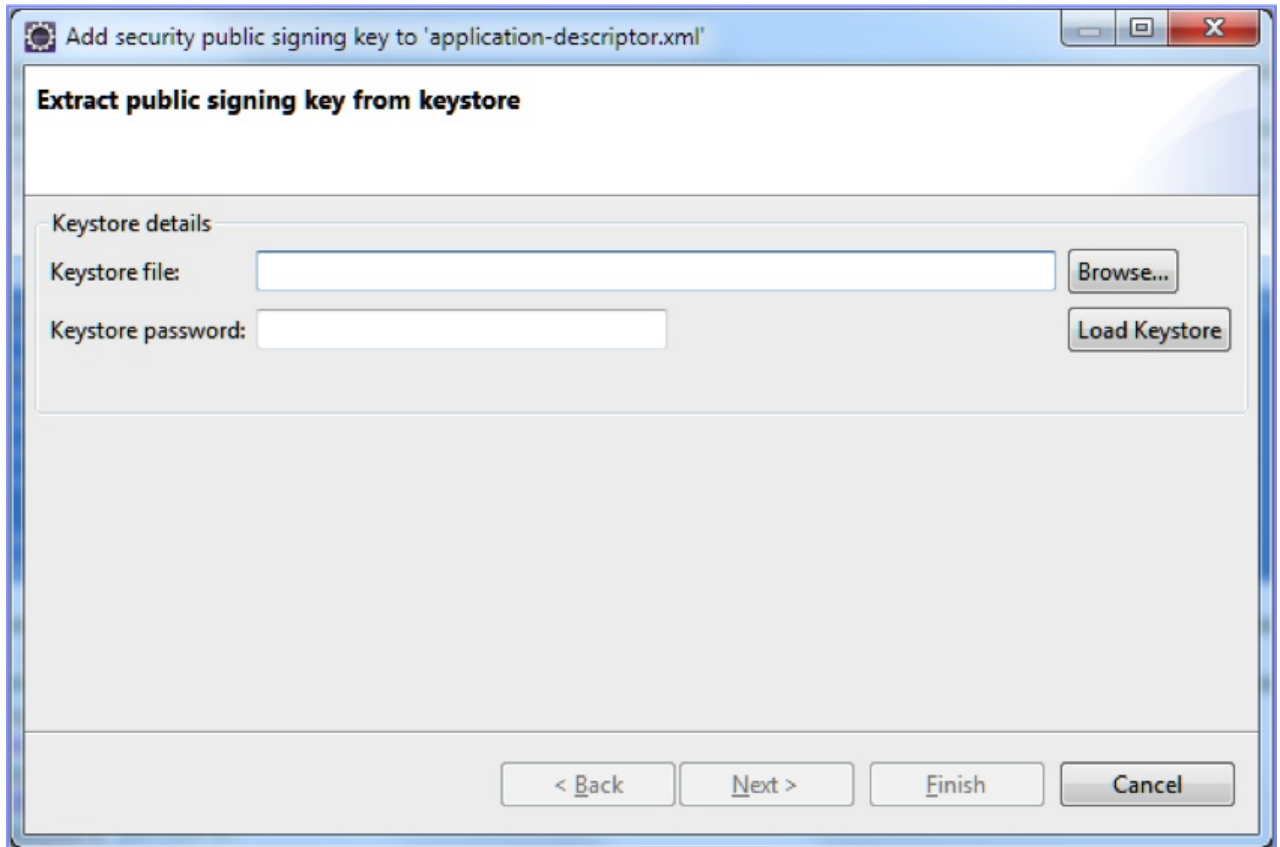 Add security public signing key to 'application-descriptor.xml'
Extract public signing key from keystore
Keystore details
Keystore file: Browse...
Keystore password: Load Keystore
< Back Next > Finish Cancel